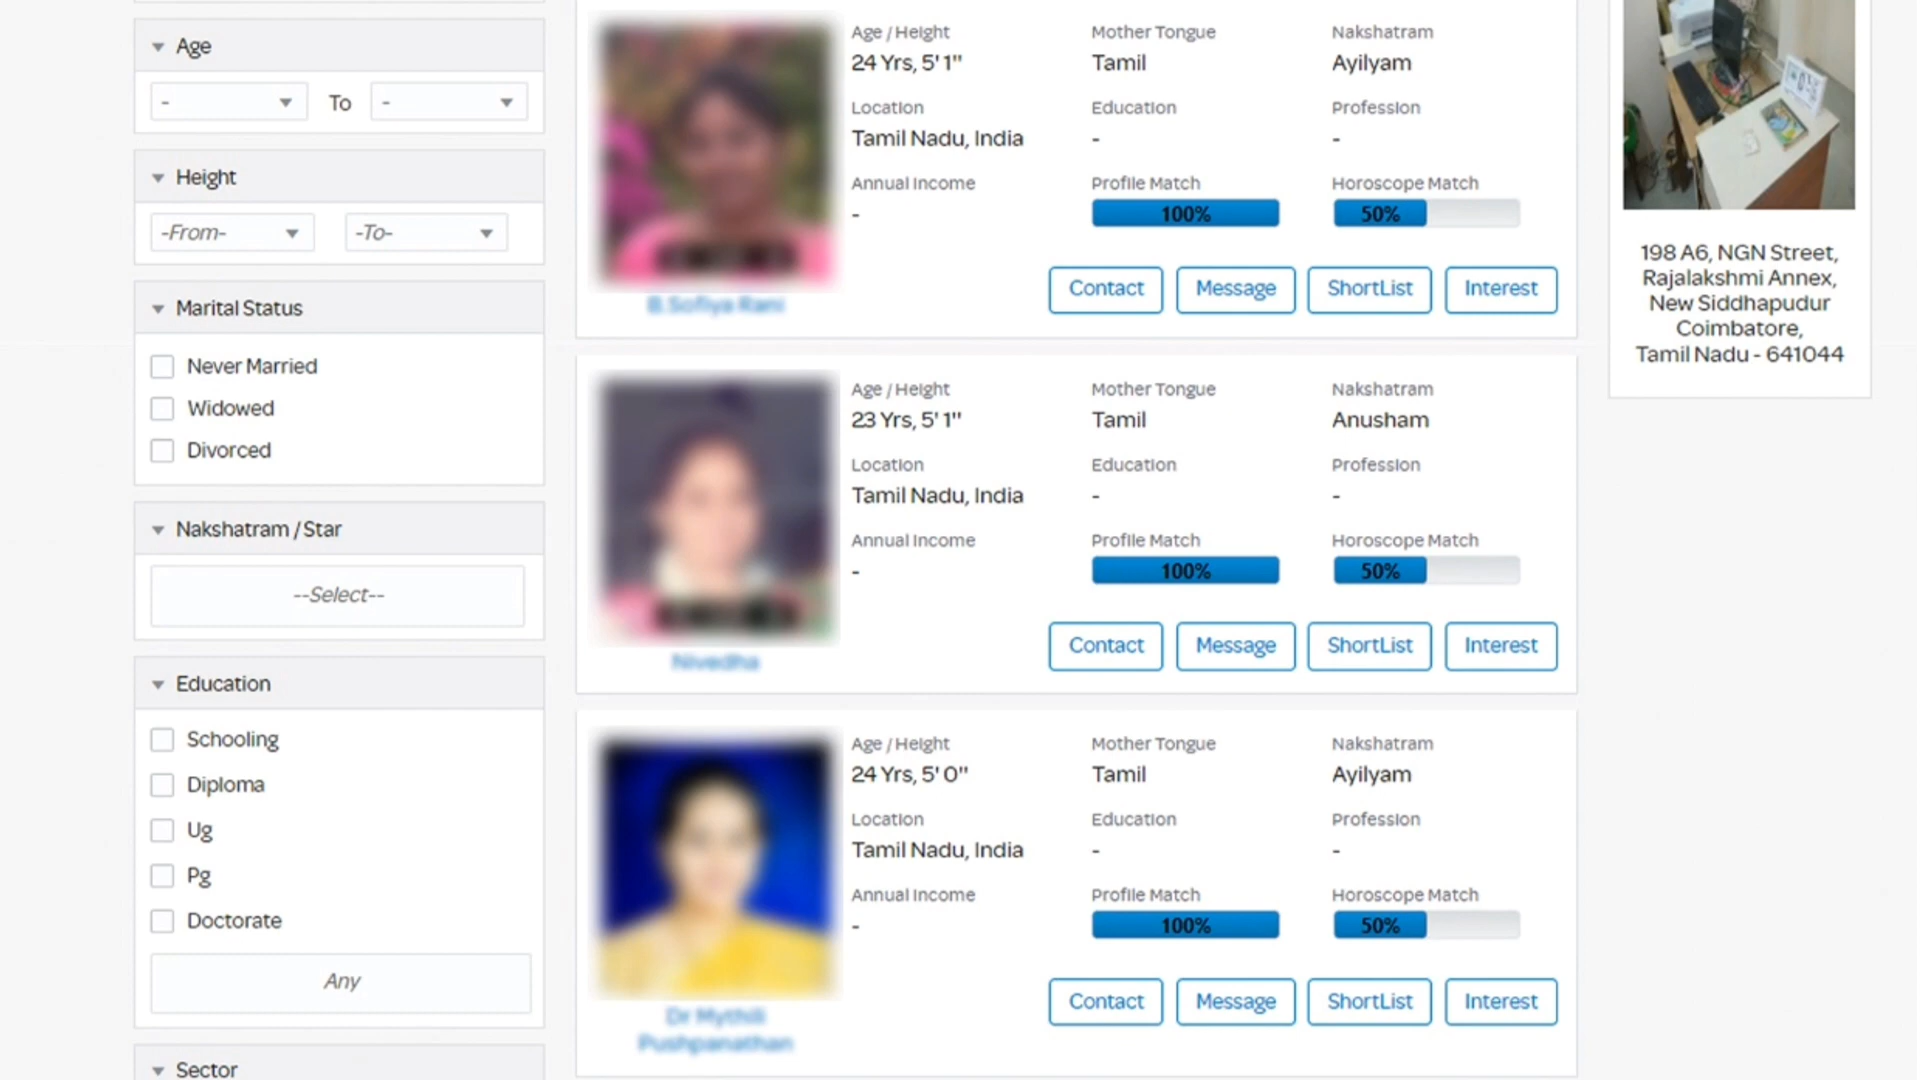 Age
- To -
Height
-From- -To-
Marital Status
Never Married
Widowed
Divorced
Nakshatram / Star
--Select--
Education
Schooling
Diploma
Ug
Pg
Doctorate
Any
Sector
Age / Height Mother Tongue Nakshatram
24 Yrs, 5' 1" Tamil Ayilyam
Location Education Profession
Tamil Nadu, India - -
Annual Income Profile Match Horoscope Match
- 100% 50%
Contact Message ShortList Interest
Age / Height Mother Tongue Nakshatram
23 Yrs, 5' 1" Tamil Anusham
Location Education Profession
Tamil Nadu, India - -
Annual Income Profile Match Horoscope Match
- 100% 50%
Contact Message ShortList Interest
Nivedha
Age / Height Mother Tongue Nakshatram
24 Yrs, 5' 0" Tamil Ayilyam
Location Education Profession
Tamil Nadu, India - -
Annual Income Profile Match Horoscope Match
- 100% 50%
Contact Message ShortList Interest
198 A6, NGN Street,
Rajalakshmi Annex,
New Siddhapudur
Coimbatore,
Tamil Nadu - 641044